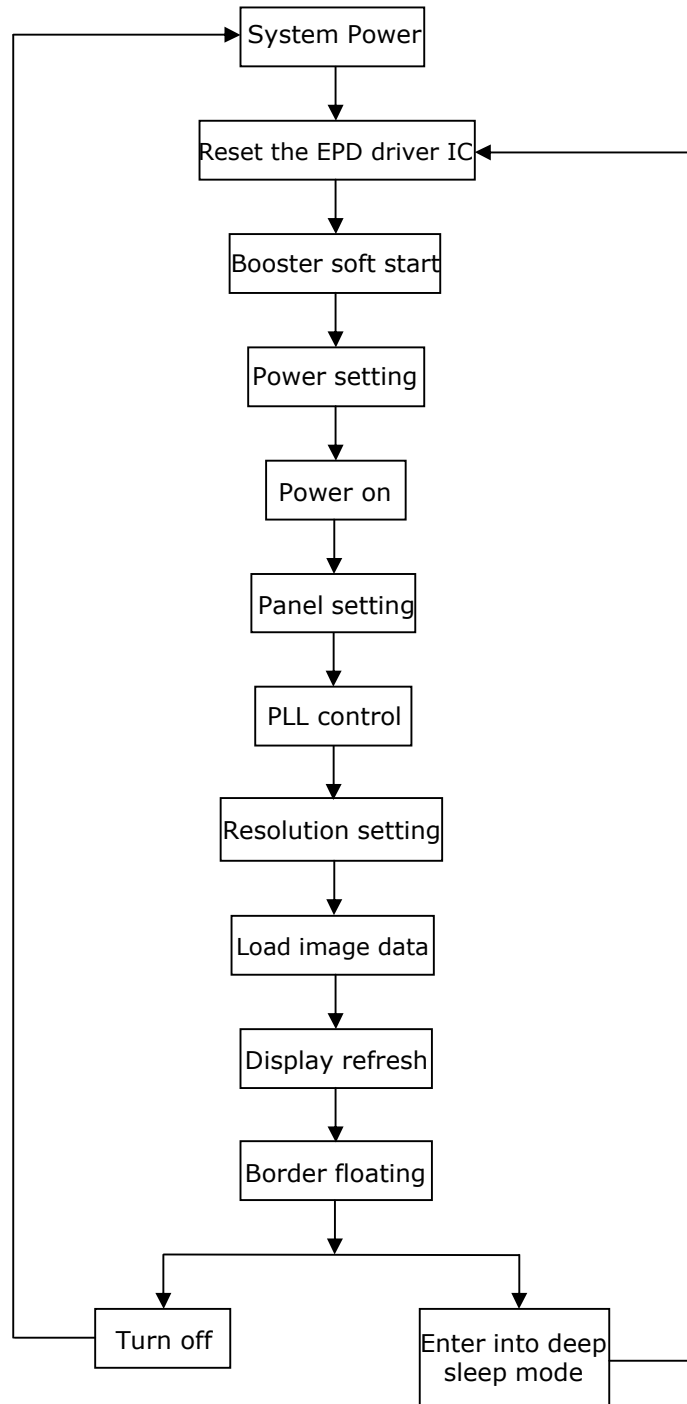 System Power
Reset the EPD driver IC
Booster soft start
Power setting
Power on
Panel setting
PLL control
Resolution setting
Load image data
Display refresh
Border floating
Turn off
Enter into deep
sleep mode